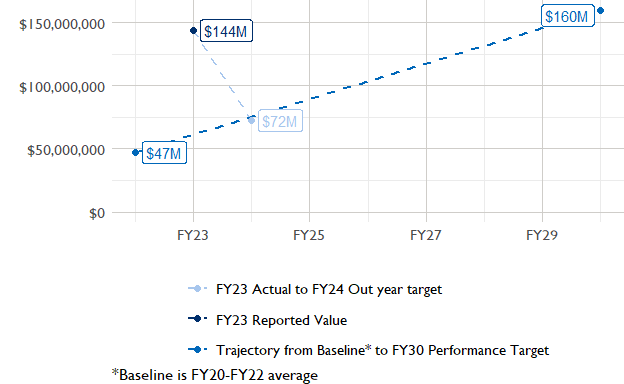 $160M
$150,000,000
$144M
$100,000,000
$72M
$50,000,000
$47M
$0
FY23 FY25 FY27 FY29
FY23 Actual to FY24 Out year target
FY23 Reported Value
Trajectory from Baseline* to FY30 Performance Target
*Baseline is FY20-FY22 average